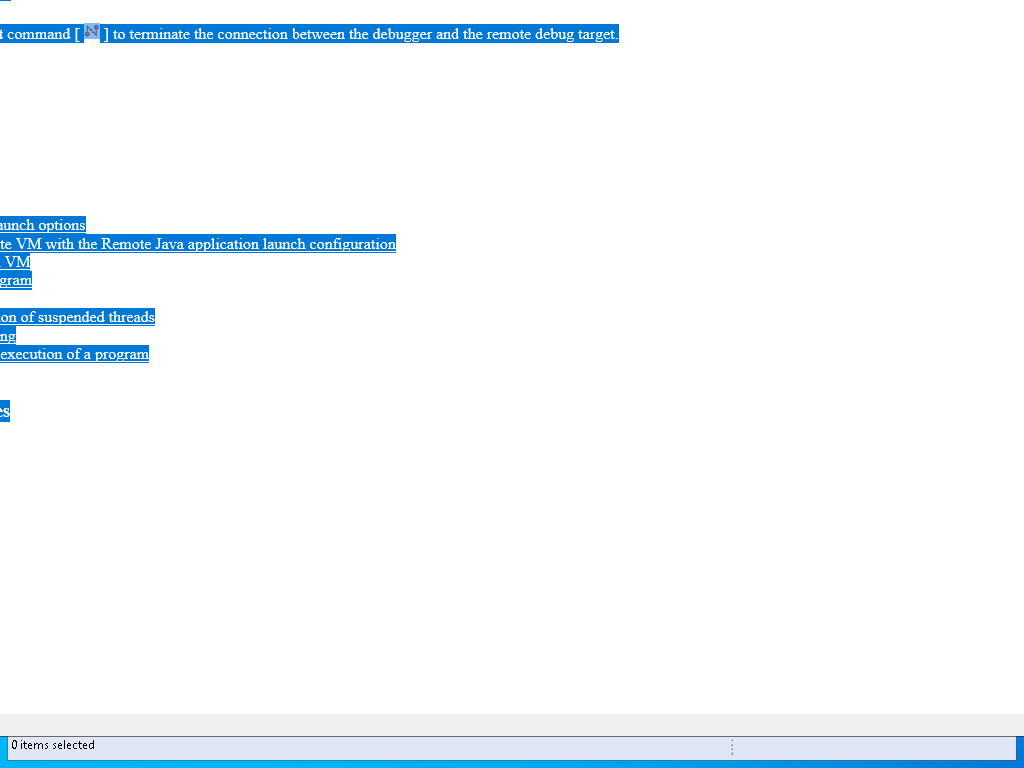 t command [ ] to terminate the connection between the debugger and the remote debug target.
aunch options
te VM with the Remote Java application launch configuration
VM
gram
on of suspended threads
ng
execution of a program
es
0 items selected